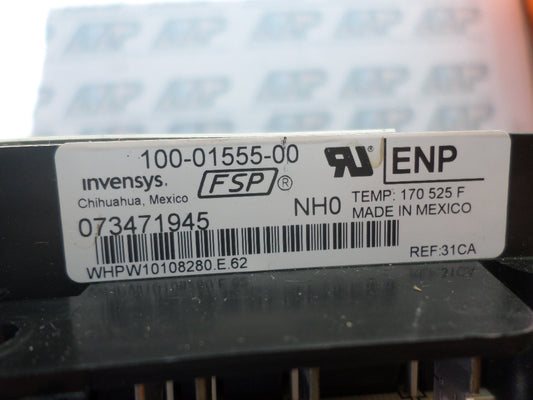 100-01555-00
invensys.
Chihuahua, Mexico
FSP®
ENP
073471945
NH0
TEMP: 170 525 F
MADE IN MEXICO
WHPW10108280.E.62
REF:31CA